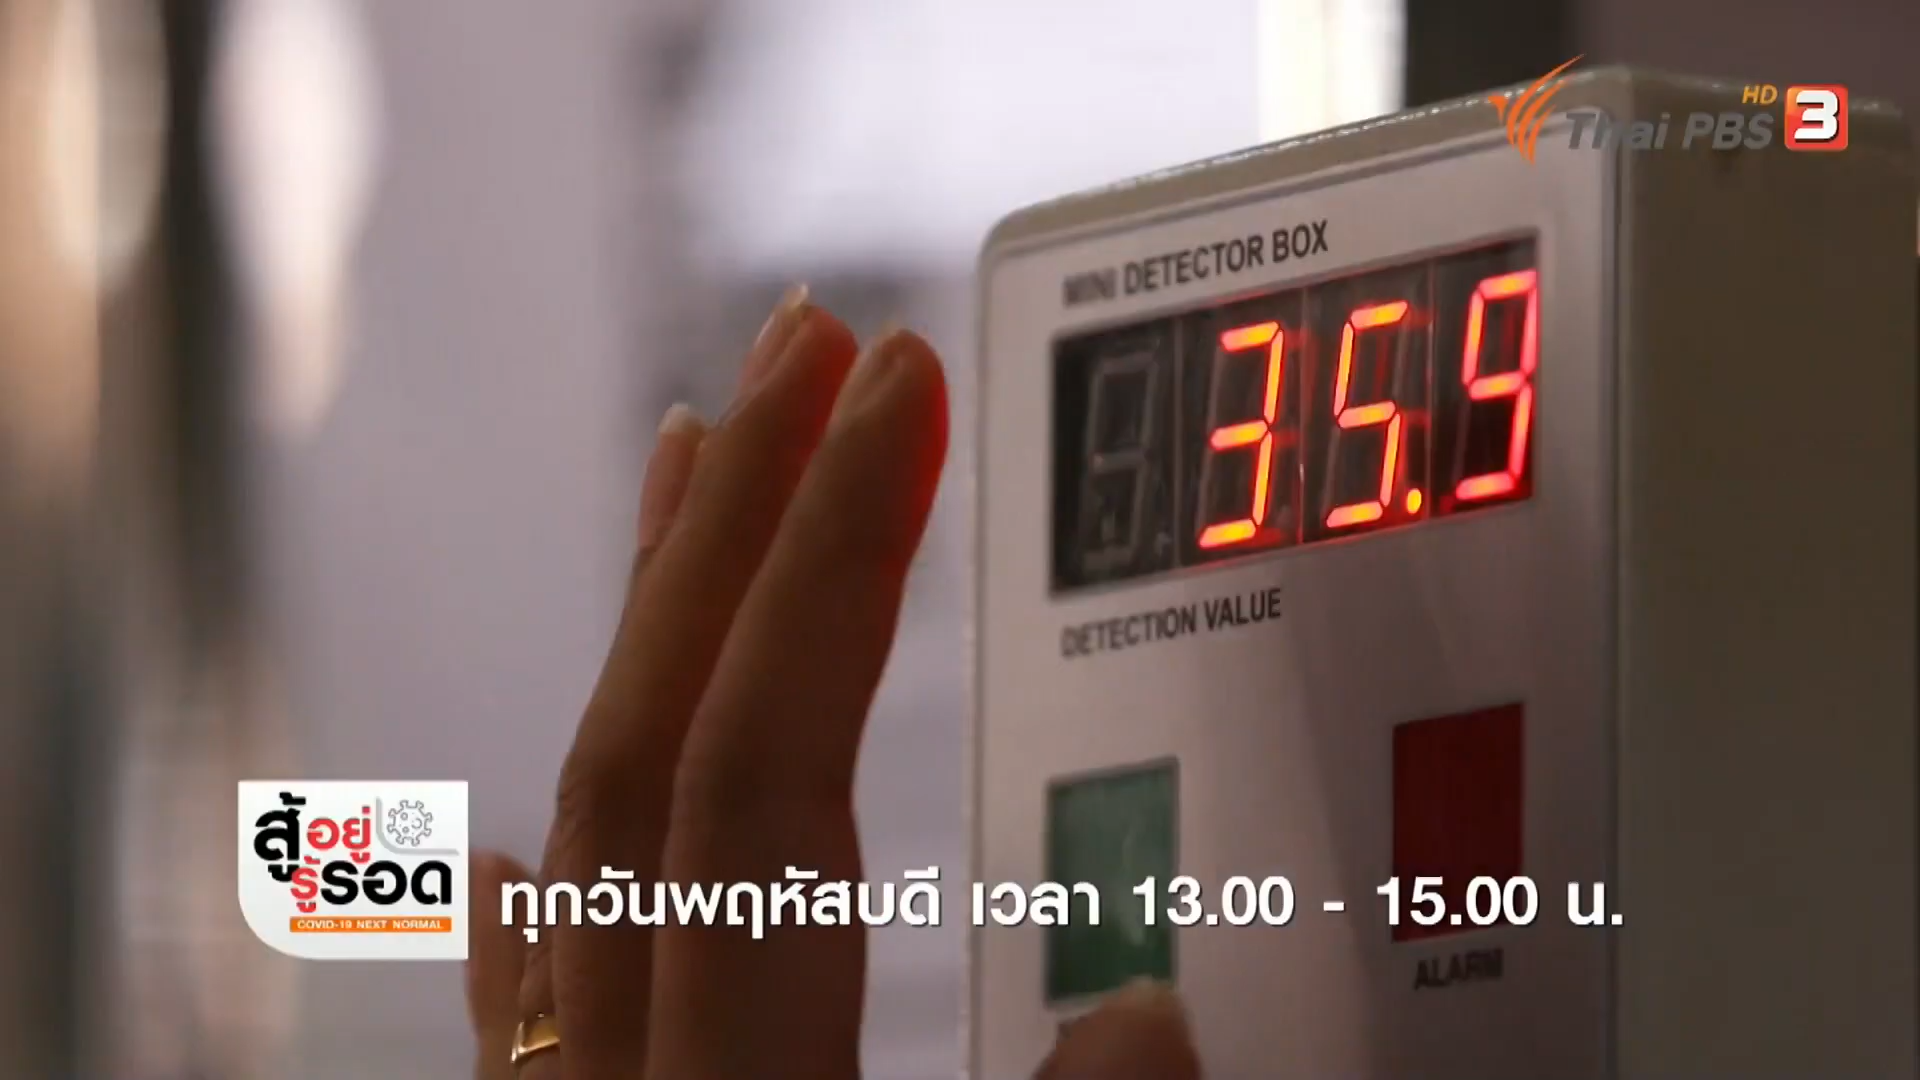 HD
Thai PBS 3
MINI DETECTOR BOX
35.9
DETECTION VALUE
ALARM
สู้อยู่
รู้รอด
COVID-19 NEXT NORMAL
ทุกวันพฤหัสบดี เวลา 13.00 - 15.00 น.